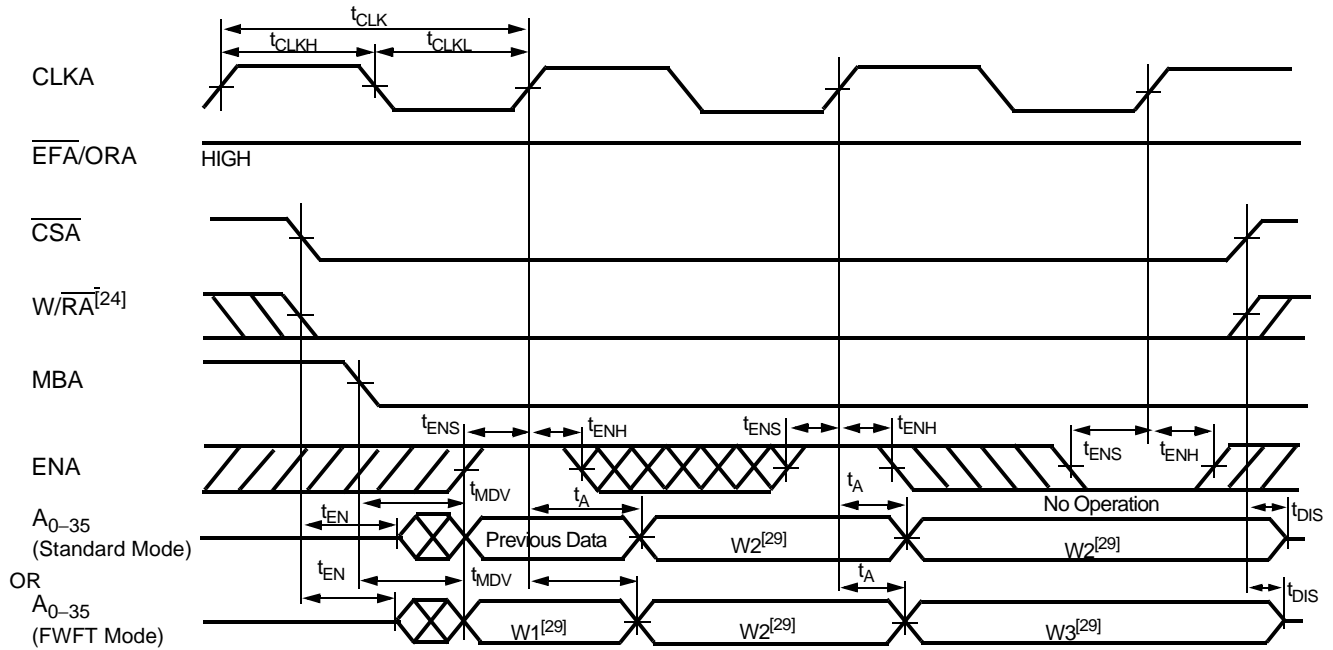 tCLK
tCLKH tCLKL
CLKA
EFA/ORA HIGH
CSA
W/RA[24]
MBA
tENS tENH tENS tENH
ENA tENS tENH
tMDV tA tA No Operation
tEN tDIS
A0–35
(Standard Mode) Previous Data W2[29] W2[29]
OR tEN tMDV tA tDIS
A0–35
(FWFT Mode) W1[29] W2[29] W3[29]